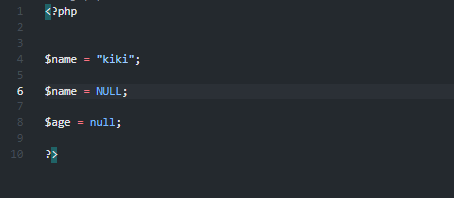 1 <?php
2
3
4 $name = "kiki";
5
6 $name = NULL;
7
8 $age = null;
9
10 ?>